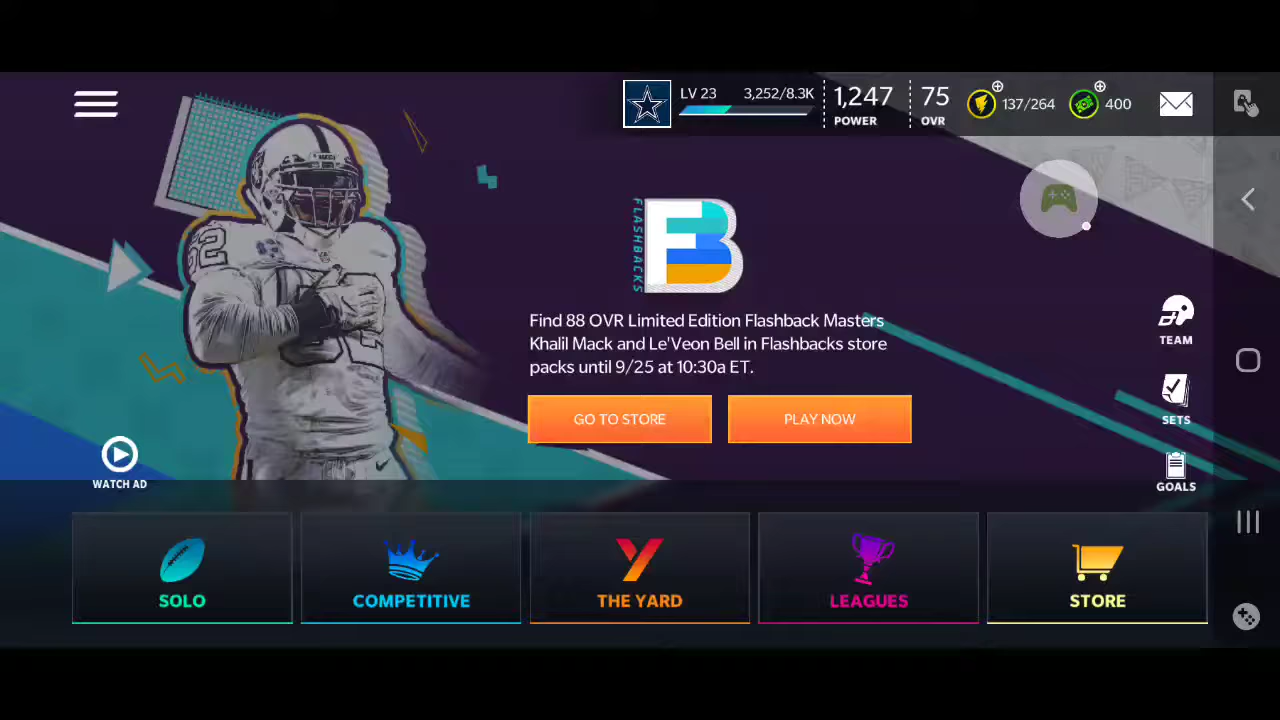 LV 23
3,252/8.3K
1,247
POWER
75
OVR
137/264
400
FLASHBACKS
FB
Find 88 OVR Limited Edition Flashback Masters
Khalil Mack and Le'Veon Bell in Flashbacks store
packs until 9/25 at 10:30a ET.
GO TO STORE
PLAY NOW
52
TEAM
SETS
GOALS
WATCH AD
SOLO
COMPETITIVE
THE YARD
LEAGUES
STORE